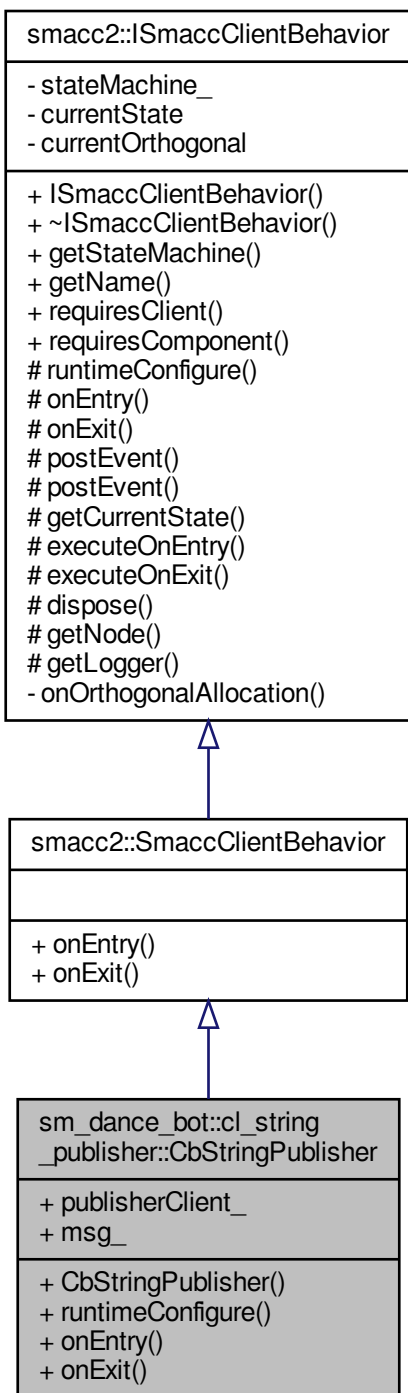 smacc2::ISmaccClientBehavior
- stateMachine_
- currentState
- currentOrthogonal
+ ISmaccClientBehavior()
+ ~ISmaccClientBehavior()
+ getStateMachine()
+ getName()
+ requiresClient()
+ requiresComponent()
# runtimeConfigure()
# onEntry()
# onExit()
# postEvent()
# postEvent()
# getCurrentState()
# executeOnEntry()
# executeOnExit()
# dispose()
# getNode()
# getLogger()
- onOrthogonalAllocation()
smacc2::SmaccClientBehavior
+ onEntry()
+ onExit()
sm_dance_bot::cl_string
_publisher::CbStringPublisher
+ publisherClient_
+ msg_
+ CbStringPublisher()
+ runtimeConfigure()
+ onEntry()
+ onExit()